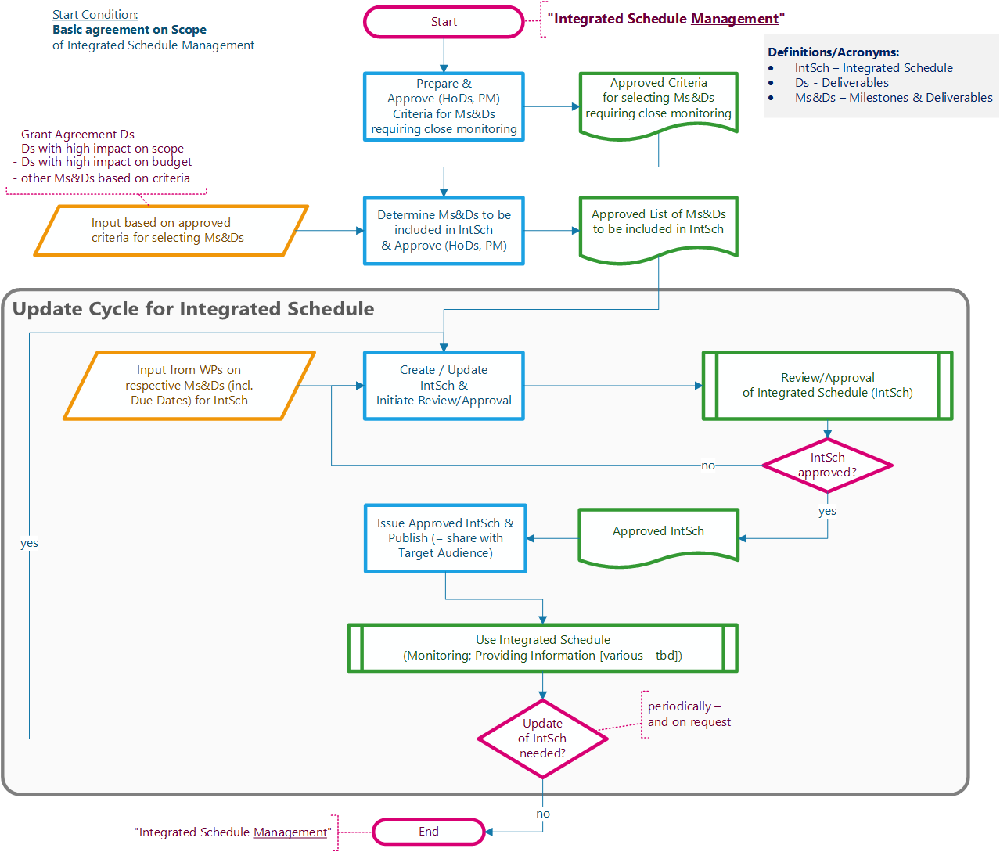 Start Condition:
Basic agreement on Scope
of Integrated Schedule Management
Start
"Integrated Schedule Management"
Definitions/Acronyms:
• IntSch – Integrated Schedule
• Ds - Deliverables
• Ms&Ds – Milestones & Deliverables
Prepare &
Approve (HoDs, PM)
Criteria for Ms&Ds
requiring close monitoring
Approved Criteria
for selecting Ms&Ds
requiring close monitoring
- Grant Agreement Ds
- Ds with high impact on scope
- Ds with high impact on budget
- other Ms&Ds based on criteria
Input based on approved
criteria for selecting Ms&Ds
Determine Ms&Ds to be
included in IntSch
& Approve (HoDs, PM)
Approved List of Ms&Ds
to be included in IntSch
Update Cycle for Integrated Schedule
Input from WPs on
respective Ms&Ds (incl.
Due Dates) for IntSch
Create / Update
IntSch &
Initiate Review/Approval
Review/Approval
of Integrated Schedule (IntSch)
IntSch
approved?
no
yes
Approved IntSch
Issue Approved IntSch &
Publish (= share with
Target Audience)
yes
Use Integrated Schedule
(Monitoring; Providing Information [various – tbd])
Update
of IntSch
needed?
periodically –
and on request
no
End
"Integrated Schedule Management"